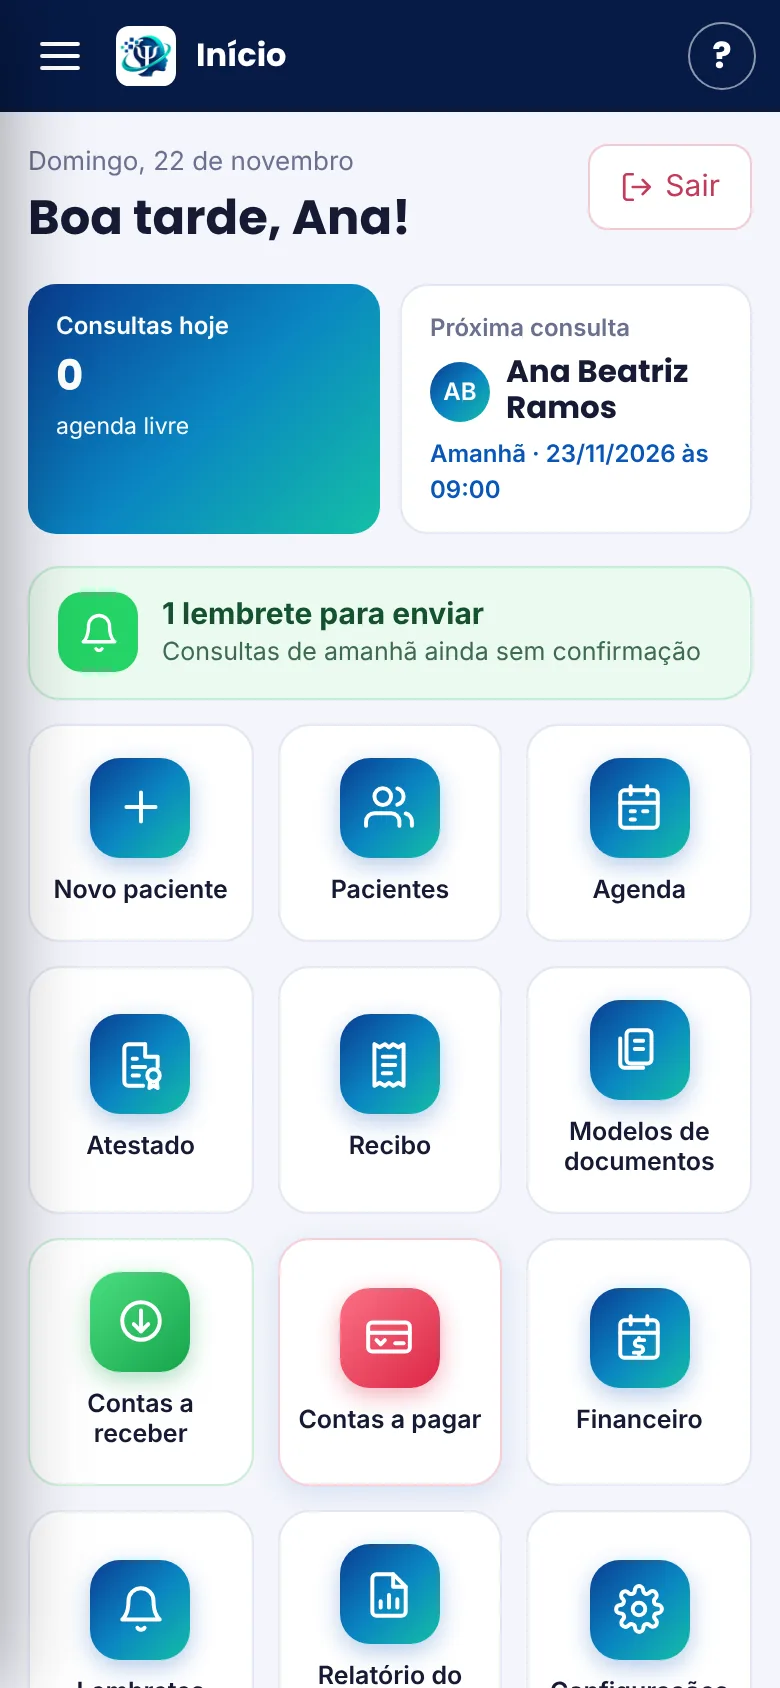 Início
?
Domingo, 22 de novembro
Boa tarde, Ana!
Sair
Consultas hoje
0
agenda livre
Próxima consulta
AB
Ana Beatriz
Ramos
Amanhã · 23/11/2026 às
09:00
1 lembrete para enviar
Consultas de amanhã ainda sem confirmação
Novo paciente
Pacientes
Agenda
Atestado
Recibo
Modelos de
documentos
Contas a
receber
Contas a pagar
Financeiro
Lembretes
Relatório do
Configurações